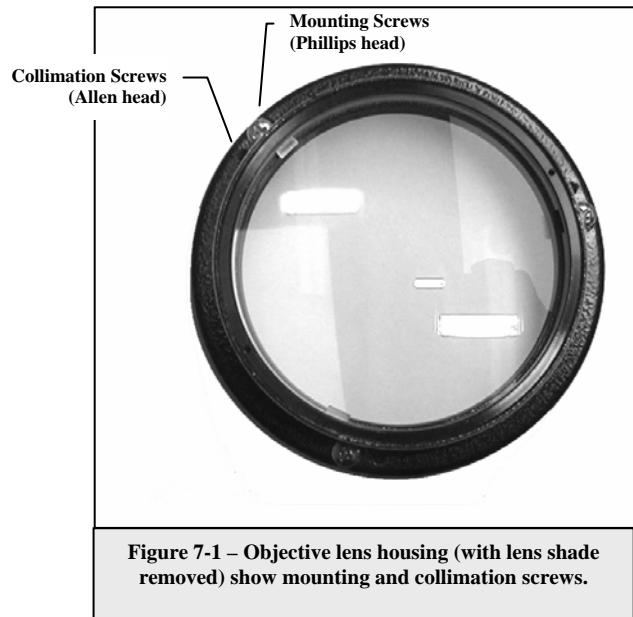 Mounting Screws
(Phillips head)
Collimation Screws
(Allen head)
Figure 7-1 – Objective lens housing (with lens shade
removed) show mounting and collimation screws.